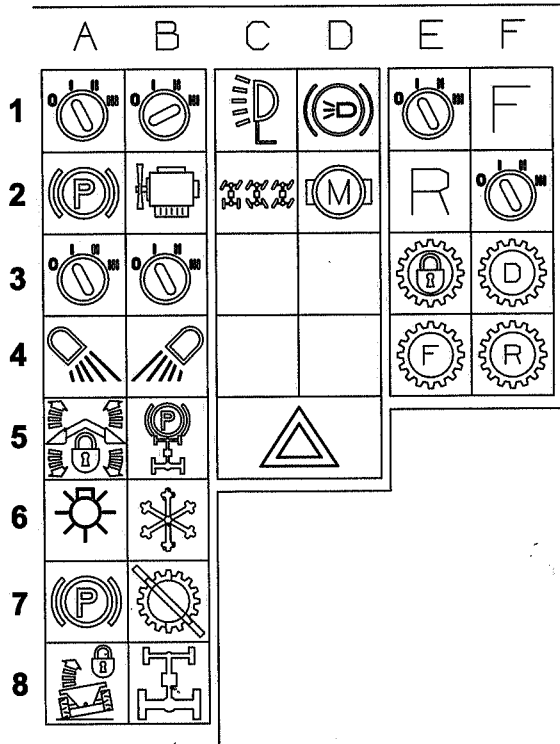 A B C D E F
1 0 I II III 0 I II III 0 I II III F
2 P M R 0 I II III
3 0 I II III 0 I II III D
4 F R
5 P
6
7 P
8